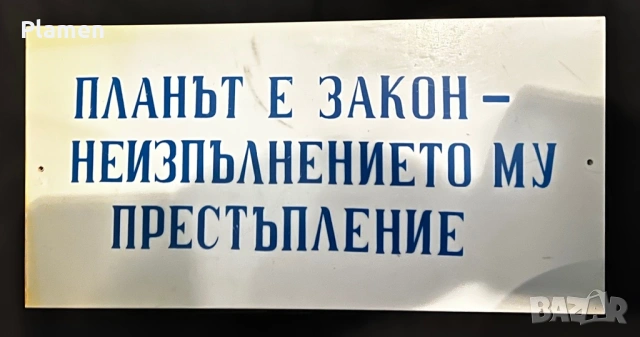 Plamen
ПЛАНЪТ Е ЗАКОН –
НЕИЗПЪЛНЕНИЕТО МУ
ПРЕСТЪПЛЕНИЕ
BAZAR